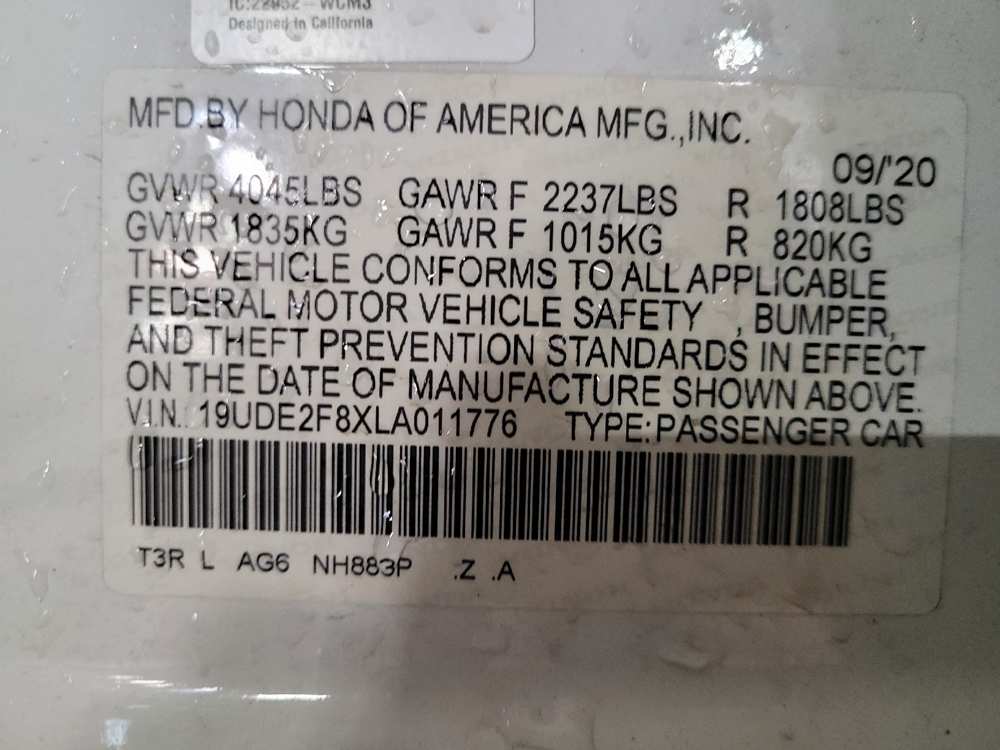 Designed in California
MFD.BY HONDA OF AMERICA MFG.,INC.
09/'20
GVWR 4045LBS GAWR F 2237LBS R 1808LBS
GVWR 1835KG GAWR F 1015KG R 820KG
THIS VEHICLE CONFORMS TO ALL APPLICABLE
FEDERAL MOTOR VEHICLE SAFETY , BUMPER,
AND THEFT PREVENTION STANDARDS IN EFFECT
ON THE DATE OF MANUFACTURE SHOWN ABOVE.
V.I.N.: 19UDE2F8XLA011776 TYPE:PASSENGER CAR
T3R L AG6 NH883P .Z .A